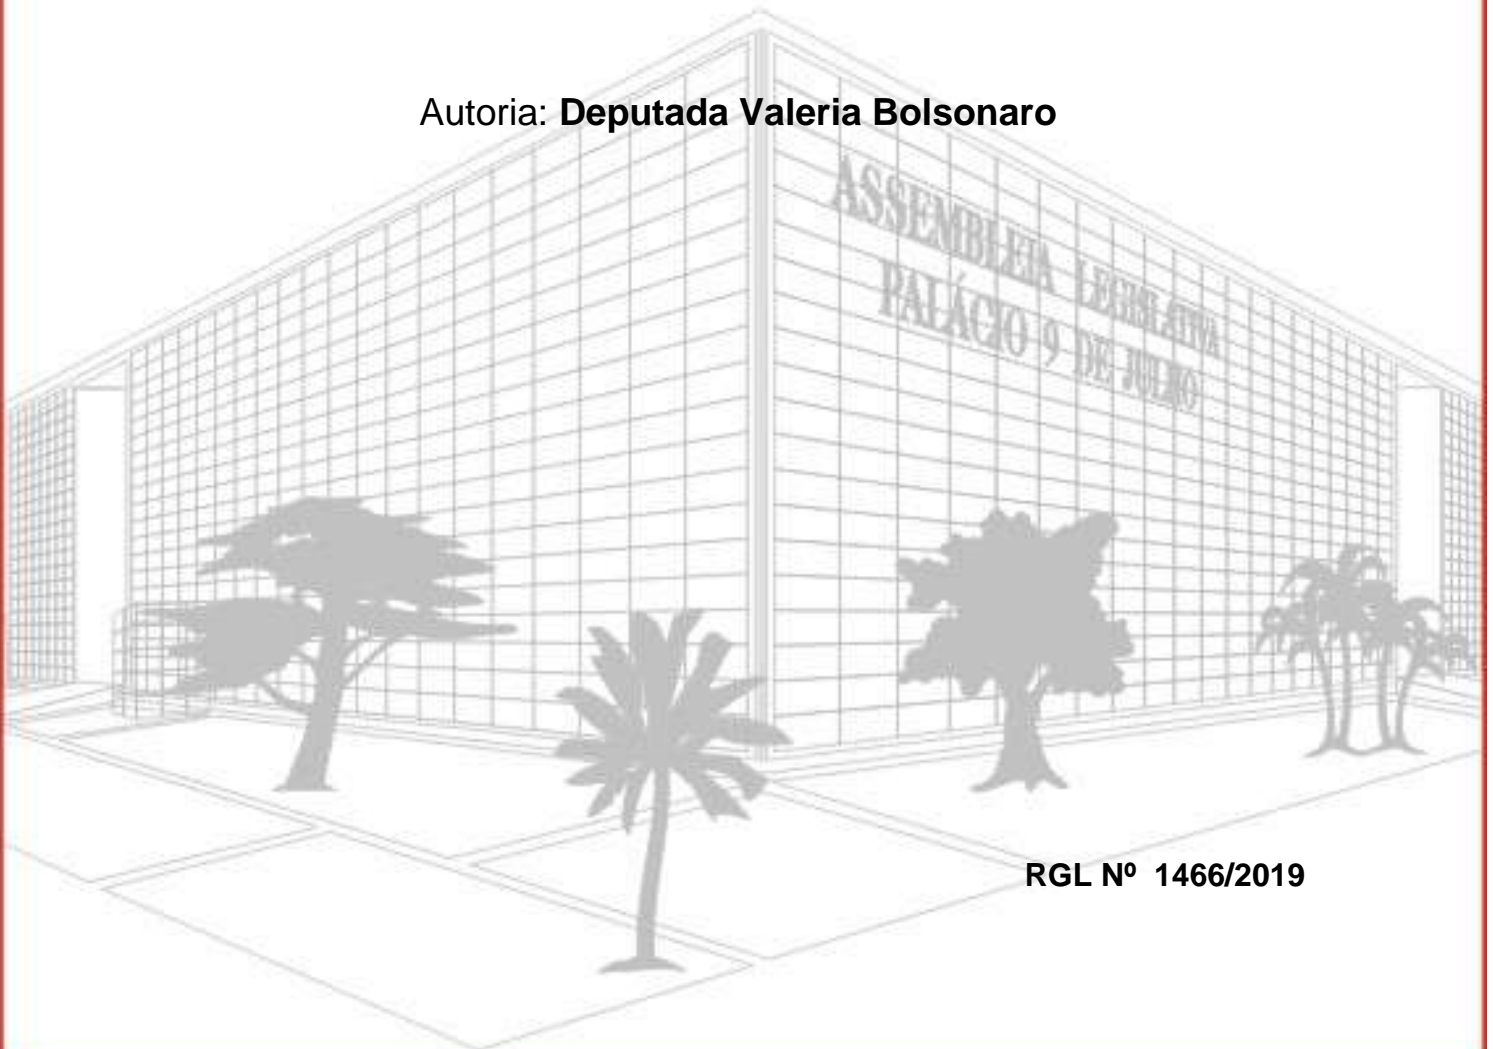 Autoria: Deputada Valeria Bolsonaro
ASSEMBLEIA LEGISLATIVA
PALÁCIO 9 DE JULHO
RGL Nº 1466/2019